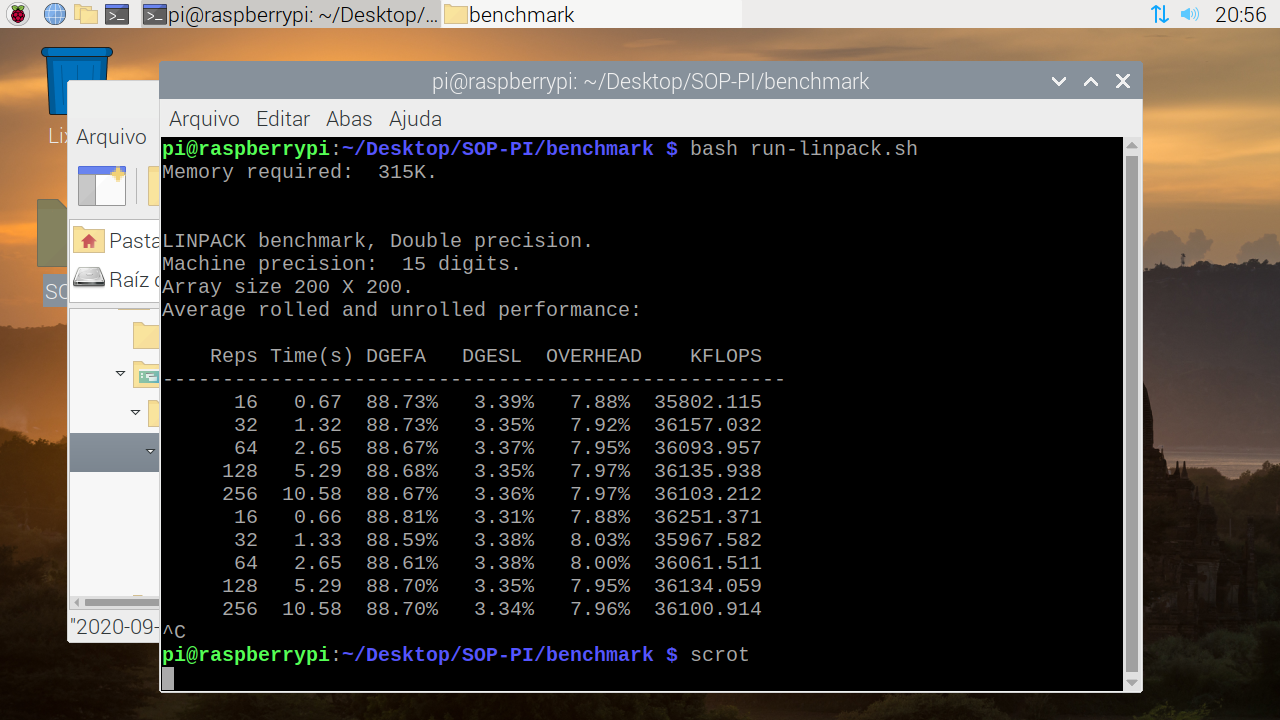 pi@raspberrypi: ~/Desktop/... benchmark 20:56
pi@raspberrypi: ~/Desktop/SOP-PI/benchmark
Arquivo Editar Abas Ajuda
Arquivo
Pasta
Raíz
"2020-09-
pi@raspberrypi:~/Desktop/SOP-PI/benchmark $ bash run-linpack.sh
Memory required:  315K.
LINPACK benchmark, Double precision.
Machine precision:  15 digits.
Array size 200 X 200.
Average rolled and unrolled performance:
    Reps Time(s) DGEFA   DGESL  OVERHEAD    KFLOPS
----------------------------------------------------
      16   0.67  88.73%   3.39%   7.88%  35802.115
      32   1.32  88.73%   3.35%   7.92%  36157.032
      64   2.65  88.67%   3.37%   7.95%  36093.957
     128   5.29  88.68%   3.35%   7.97%  36135.938
     256  10.58  88.67%   3.36%   7.97%  36103.212
      16   0.66  88.81%   3.31%   7.88%  36251.371
      32   1.33  88.59%   3.38%   8.03%  35967.582
      64   2.65  88.61%   3.38%   8.00%  36061.511
     128   5.29  88.70%   3.35%   7.95%  36134.059
     256  10.58  88.70%   3.34%   7.96%  36100.914
^C
pi@raspberrypi:~/Desktop/SOP-PI/benchmark $ scrot